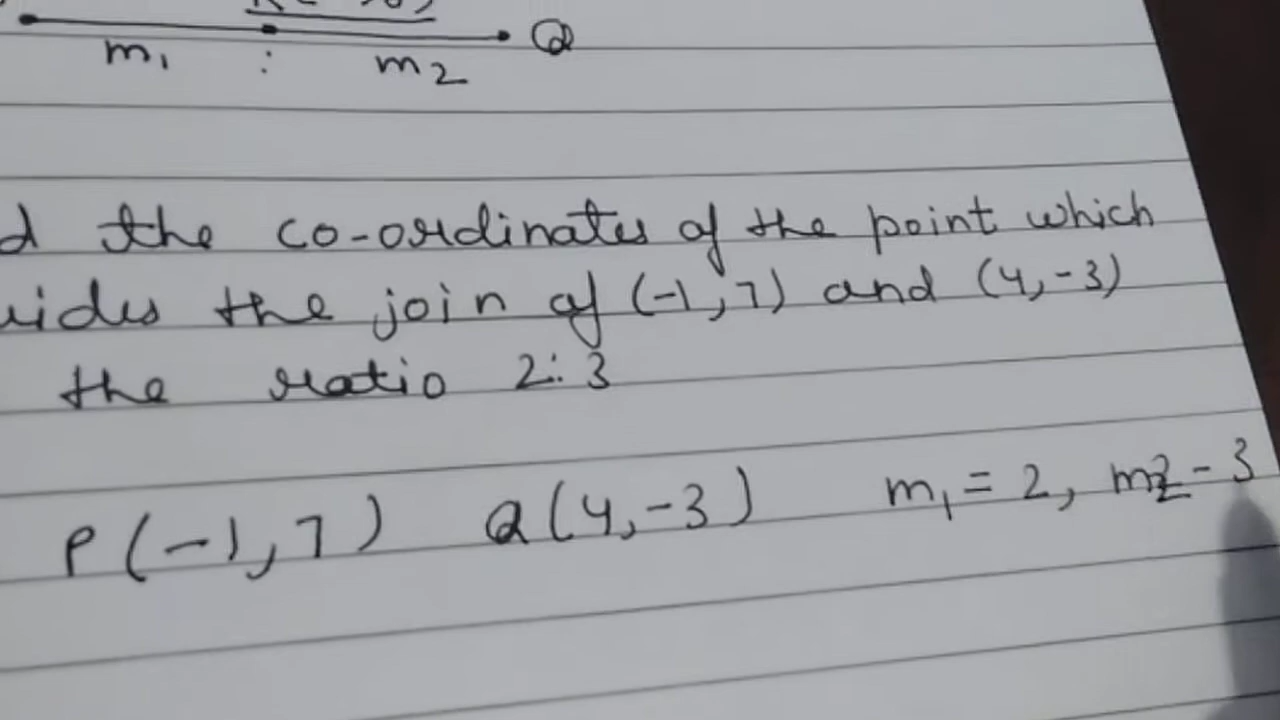 Q
m₁ : m₂
d the co-ordinates of the point which
vides the join of (-1, 7) and (4, -3)
the ratio 2:3
P(-1, 7) Q(4, -3) m₁ = 2, m2 - 3